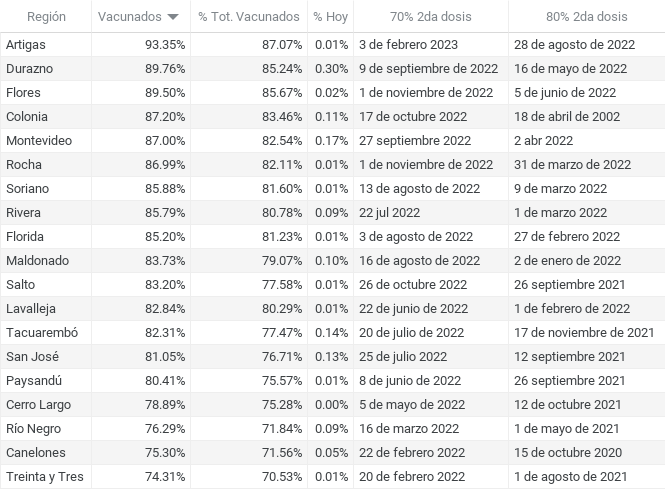 Región Vacunados % Tot. Vacunados % Hoy 70% 2da dosis 80% 2da dosis
Artigas 93.35% 87.07% 0.01% 3 de febrero 2023 28 de agosto de 2022
Durazno 89.76% 85.24% 0.30% 9 de septiembre de 2022 16 de mayo de 2022
Flores 89.50% 85.67% 0.02% 1 de noviembre de 2022 5 de junio de 2022
Colonia 87.20% 83.46% 0.11% 17 de octubre de 2022 18 de abril de 2002
Montevideo 87.00% 82.54% 0.17% 27 septiembre 2022 2 abr 2022
Rocha 86.99% 82.11% 0.01% 1 de noviembre de 2022 31 de marzo de 2022
Soriano 85.88% 81.60% 0.01% 13 de agosto de 2022 9 de marzo 2022
Rivera 85.79% 80.78% 0.09% 22 jul 2022 1 de marzo 2022
Florida 85.20% 81.23% 0.01% 3 de agosto de 2022 27 de febrero 2022
Maldonado 83.73% 79.07% 0.10% 16 de agosto de 2022 2 de enero de 2022
Salto 83.20% 77.58% 0.01% 26 de octubre de 2022 26 septiembre 2021
Lavalleja 82.84% 80.29% 0.01% 22 de junio de 2022 1 de febrero de 2022
Tacuarembó 82.31% 77.47% 0.14% 20 de julio de 2022 17 de noviembre de 2021
San José 81.05% 76.71% 0.13% 25 de julio 2022 12 septiembre 2021
Paysandú 80.41% 75.57% 0.01% 8 de junio de 2022 26 septiembre 2021
Cerro Largo 78.89% 75.28% 0.00% 5 de mayo de 2022 12 de octubre 2021
Río Negro 76.29% 71.84% 0.09% 16 de marzo 2022 1 de mayo de 2021
Canelones 75.30% 71.56% 0.05% 22 de febrero 2022 15 de octubre 2020
Treinta y Tres 74.31% 70.53% 0.01% 20 de febrero 2022 1 de agosto de 2021